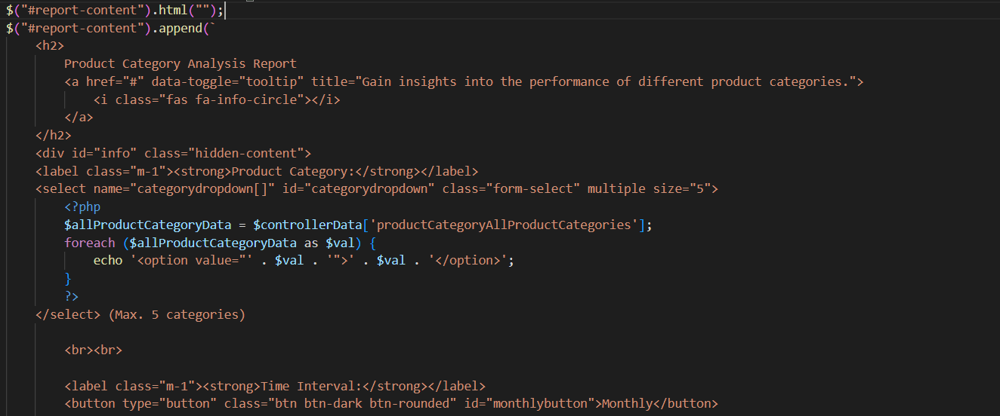 $("#report-content").html("");
$("#report-content").append(`
<h2>
Product Category Analysis Report
<a href="#" data-toggle="tooltip" title="Gain insights into the performance of different product categories.">
<i class="fas fa-info-circle"></i>
</a>
</h2>
<div id="info" class="hidden-content">
<label class="m-1"><strong>Product Category:</strong></label>
<select name="categorydropdown[]" id="categorydropdown" class="form-select" multiple size="5">
<?php
$allProductCategoryData = $controllerData['productCategoryAllProductCategories'];
foreach ($allProductCategoryData as $val) {
echo '<option value="' . $val . '">' . $val . '</option>';
}
?>
</select> (Max. 5 categories)
<br><br>
<label class="m-1"><strong>Time Interval:</strong></label>
<button type="button" class="btn btn-dark btn-rounded" id="monthlybutton">Monthly</button>